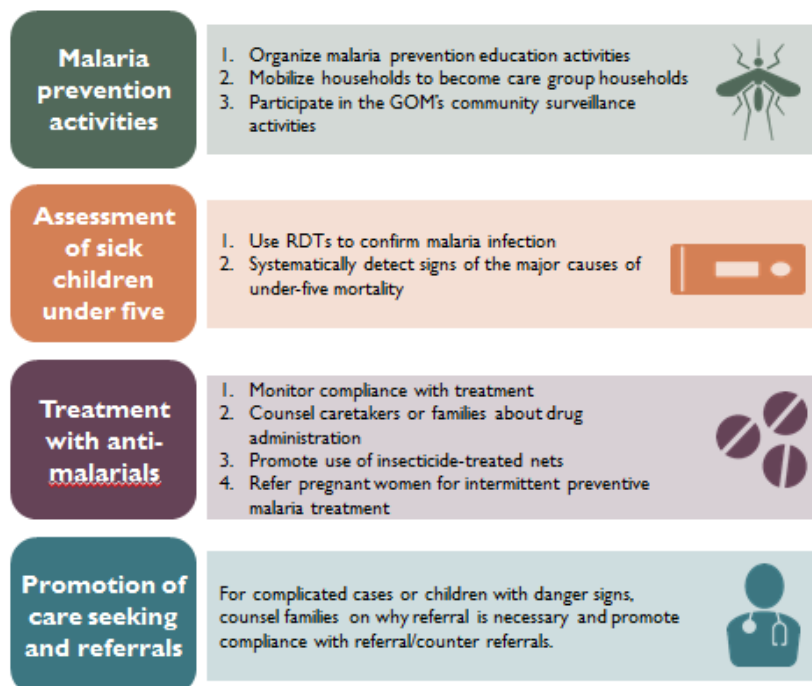 Malaria
prevention
activities
1. Organize malaria prevention education activities
2. Mobilize households to become care group households
3. Participate in the GOM's community surveillance
activities
Assessment
of sick
children
under five
1. Use RDTs to confirm malaria infection
2. Systematically detect signs of the major causes of
under-five mortality
Treatment
with anti-
malarials
1. Monitor compliance with treatment
2. Counsel caretakers or families about drug
administration
3. Promote use of insecticide-treated nets
4. Refer pregnant women for intermittent preventive
malaria treatment
Promotion of
care seeking
and referrals
For complicated cases or children with danger signs,
counsel families on why referral is necessary and promote
compliance with referral/counter referrals.